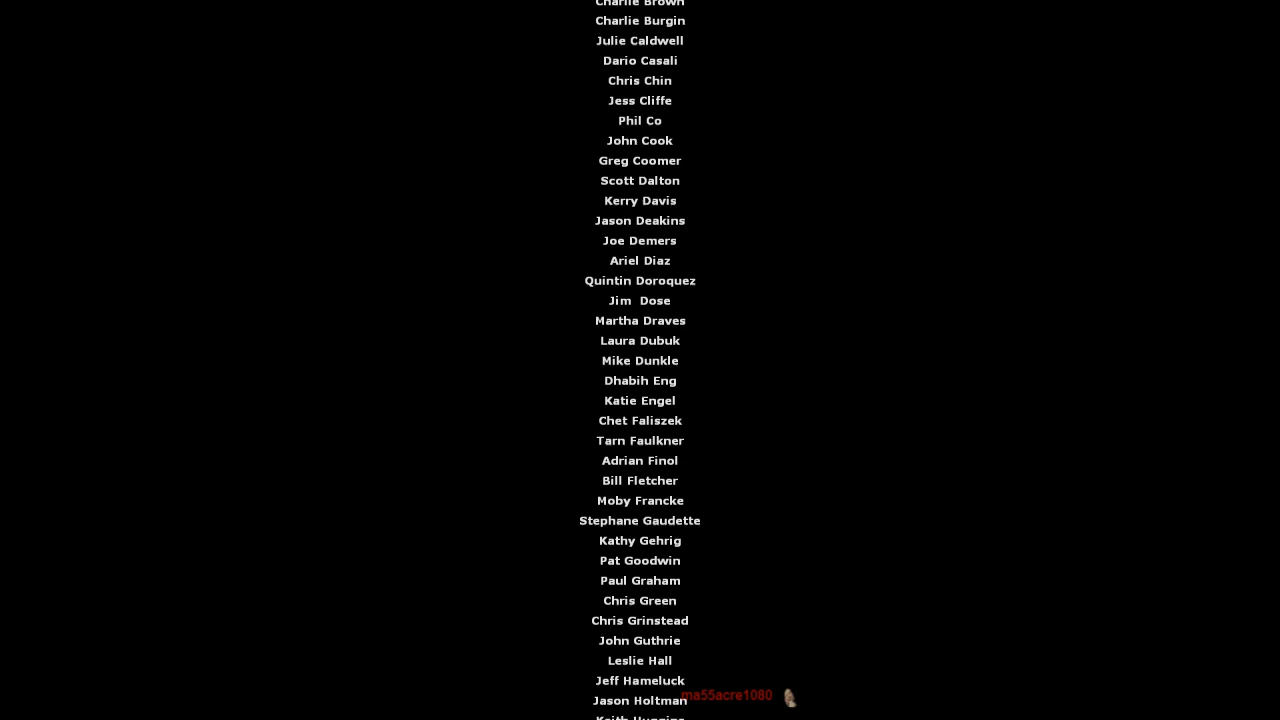 Charlie Brown
Charlie Burgin
Julie Caldwell
Dario Casali
Chris Chin
Jess Cliffe
Phil Co
John Cook
Greg Coomer
Scott Dalton
Kerry Davis
Jason Deakins
Joe Demers
Ariel Diaz
Quintin Doroquez
Jim  Dose
Martha Draves
Laura Dubuk
Mike Dunkle
Dhabih Eng
Katie Engel
Chet Faliszek
Tarn Faulkner
Adrian Finol
Bill Fletcher
Moby Francke
Stephane Gaudette
Kathy Gehrig
Pat Goodwin
Paul Graham
Chris Green
Chris Grinstead
John Guthrie
Leslie Hall
Jeff Hameluck
Jason Holtman
ma55acre1080
Keith